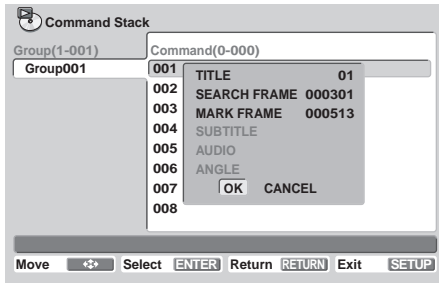 Command Stack
Group(1-001) Command(0-000)
Group001
001
002
003
004
005
006
007
008
TITLE 01
SEARCH FRAME 000301
MARK FRAME 000513
SUBTITLE
AUDIO
ANGLE
OK CANCEL
Move Select ENTER Return RETURN Exit SETUP